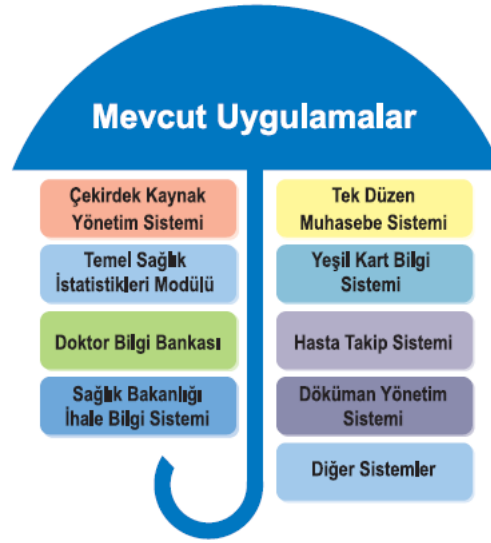 Mevcut Uygulamalar
Çekirdek Kaynak
Yönetim Sistemi
Temel Sağlık
İstatistikleri Modülü
Doktor Bilgi Bankası
Sağlık Bakanlığı
İhale Bilgi Sistemi
Tek Düzen
Muhasebe Sistemi
Yeşil Kart Bilgi
Sistemi
Hasta Takip Sistemi
Döküman Yönetim
Sistemi
Diğer Sistemler